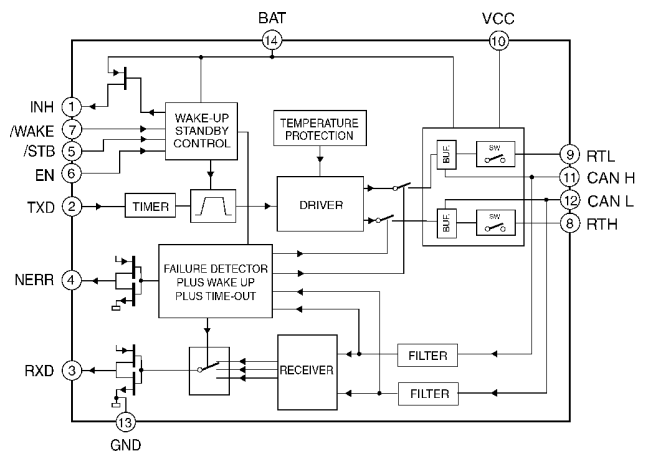 BAT
VCC
14
10
INH 1
/WAKE 7
/STB 5
EN 6
TXD 2
WAKE-UP
STANDBY
CONTROL
TEMPERATURE
PROTECTION
TIMER
DRIVER
BUF.
SW
9 RTL
11 CAN H
12 CAN L
BUF.
SW
8 RTH
NERR 4
FAILURE DETECTOR
PLUS WAKE UP
PLUS TIME-OUT
RXD 3
RECEIVER
FILTER
FILTER
13
GND